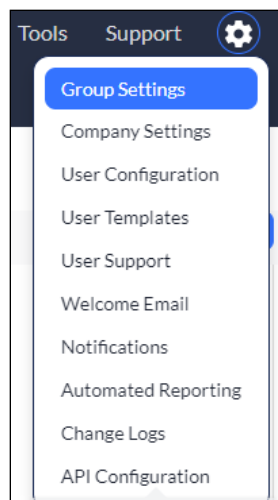 Tools Support
Group Settings
Company Settings
User Configuration
User Templates
User Support
Welcome Email
Notifications
Automated Reporting
Change Logs
API Configuration